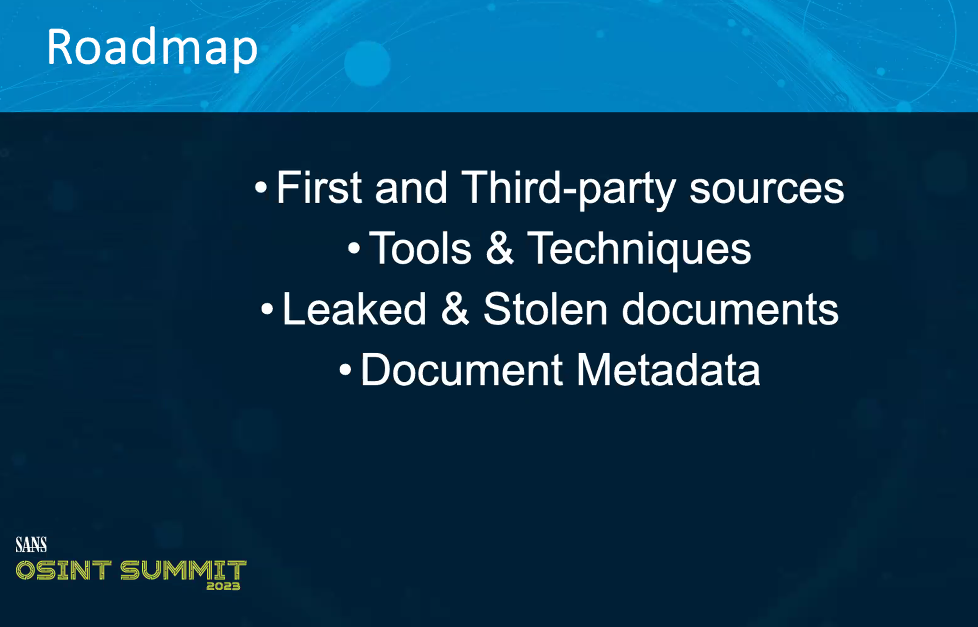 Roadmap
• First and Third-party sources
• Tools & Techniques
• Leaked & Stolen documents
• Document Metadata
SANS
OSINT SUMMIT
2023